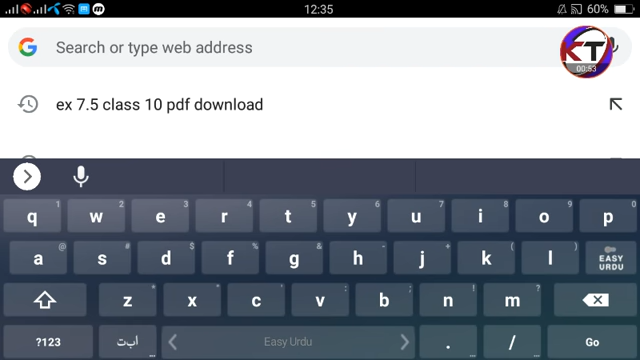 12:35
60%
Search or type web address
KT
00:53
ex 7.5 class 10 pdf download
q 1 w 2 e 3 r 4 t 5 y 6 u 7 i 8 o 9 p 0
a @ s # d $ f % g & h - j + k ( l ) EASY URDU
z x c v b n m
?123 ا ب ت Easy Urdu . / Go